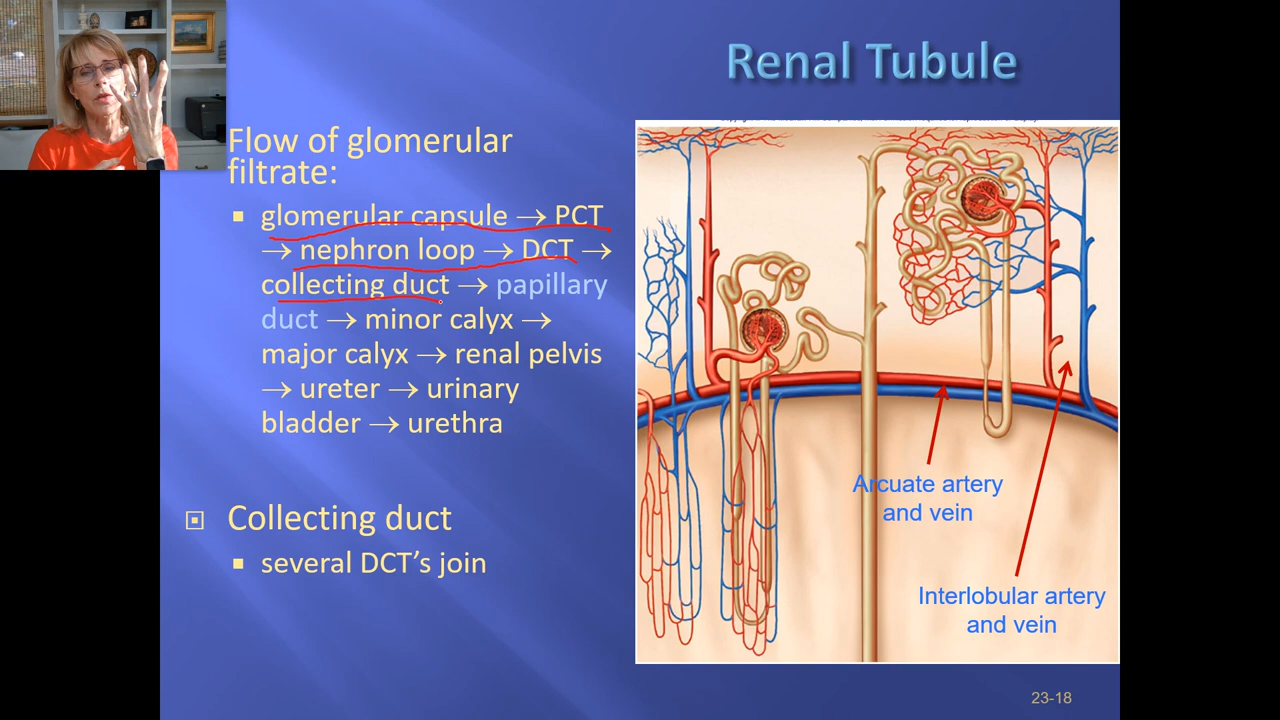 Renal Tubule
Flow of glomerular
filtrate:
glomerular capsule → PCT
→ nephron loop → DCT →
collecting duct → papillary
duct → minor calyx →
major calyx → renal pelvis
→ ureter → urinary
bladder → urethra
Collecting duct
several DCT’s join
Arcuate artery
and vein
Interlobular artery
and vein
23-18